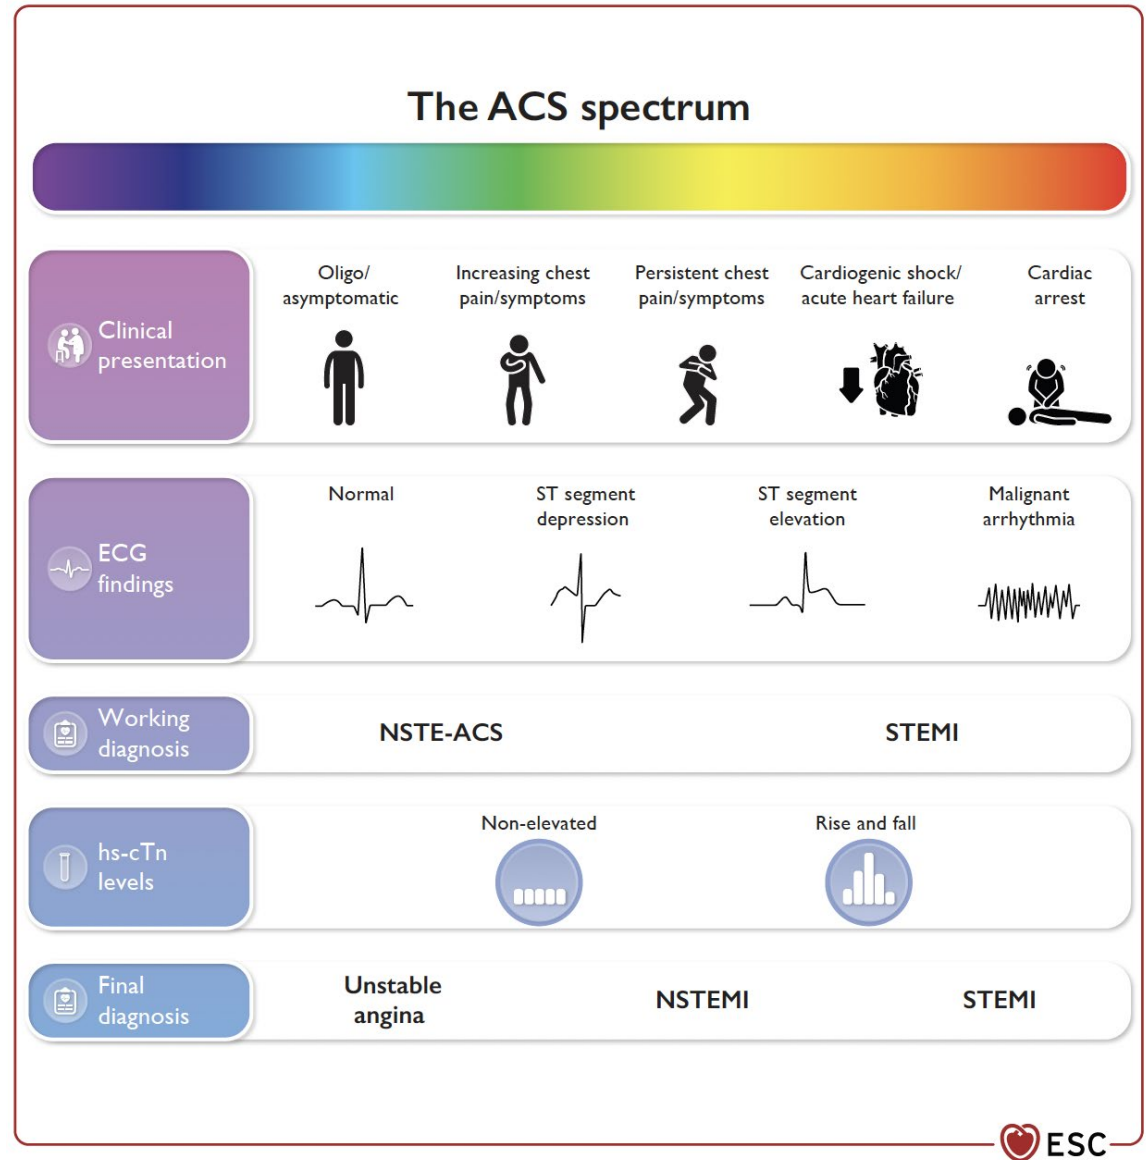 The ACS spectrum
Clinical
presentation
Oligo/
asymptomatic
Increasing chest
pain/symptoms
Persistent chest
pain/symptoms
Cardiogenic shock/
acute heart failure
Cardiac
arrest
ECG
findings
Normal
ST segment
depression
ST segment
elevation
Malignant
arrhythmia
Working
diagnosis
NSTE-ACS
STEMI
hs-cTn
levels
Non-elevated
Rise and fall
Final
diagnosis
Unstable
angina
NSTEMI
STEMI
ESC